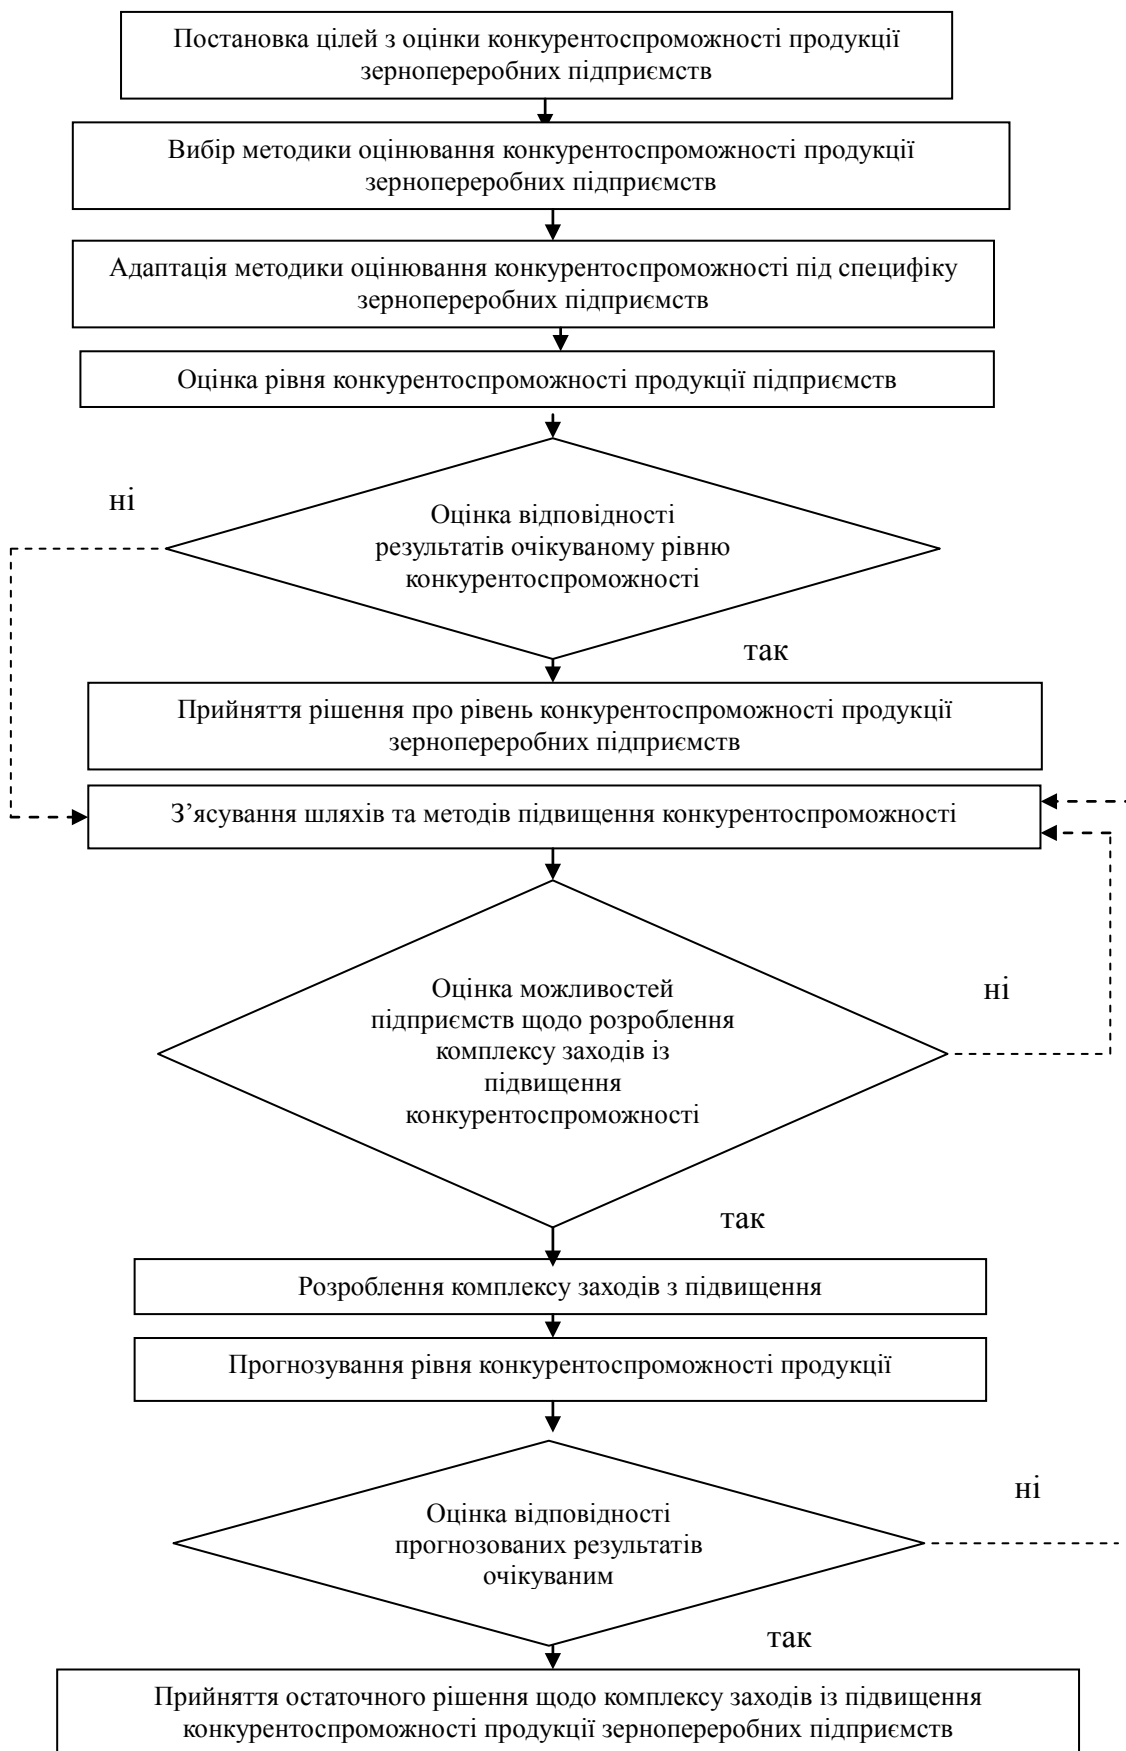 Постановка цілей з оцінки конкурентоспроможності продукції
зернопереробних підприємств
Вибір методики оцінювання конкурентоспроможності продукції
зернопереробних підприємств
Адаптація методики оцінювання конкурентоспроможності під специфіку
зернопереробних підприємств
Оцінка рівня конкурентоспроможності продукції підприємств
ні
Оцінка відповідності
результатів очікуваному рівню
конкурентоспроможності
так
Прийняття рішення про рівень конкурентоспроможності продукції
зернопереробних підприємств
З’ясування шляхів та методів підвищення конкурентоспроможності
Оцінка можливостей
підприємств щодо розроблення
комплексу заходів із
підвищення
конкурентоспроможності
ні
так
Розроблення комплексу заходів з підвищення
Прогнозування рівня конкурентоспроможності продукції
ні
Оцінка відповідності
прогнозованих результатів
очікуваним
так
Прийняття остаточного рішення щодо комплексу заходів із підвищення
конкурентоспроможності продукції зернопереробних підприємств